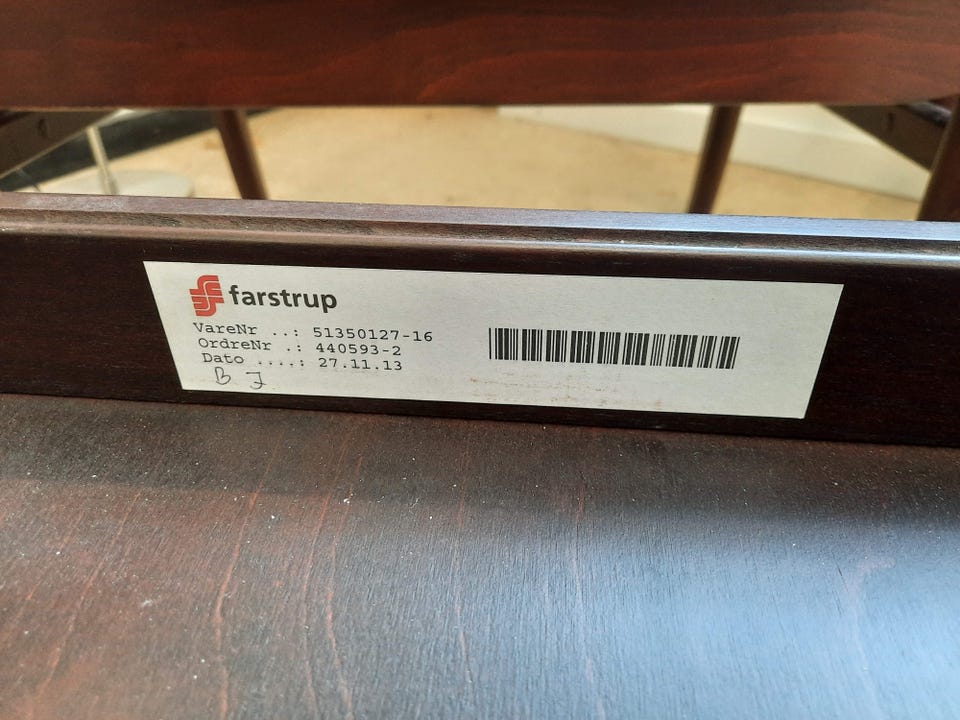 farstrup
VareNr ..: 51350127-16
OrdreNr .: 440593-2
Dato ....: 27.11.13
B J